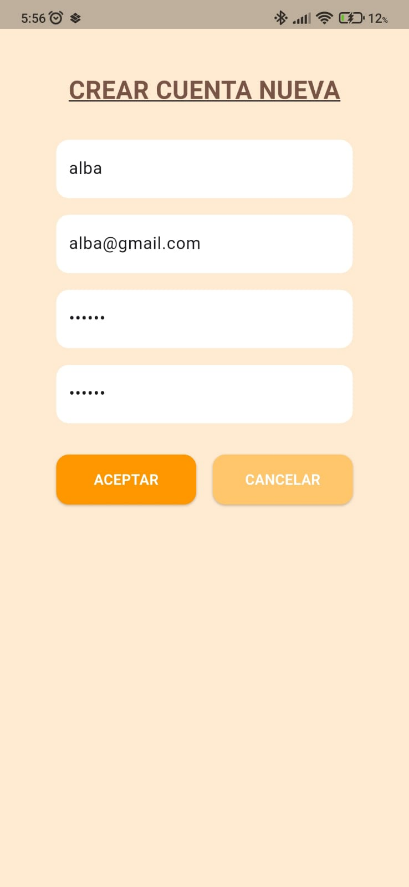 5:56
12%
CREAR CUENTA NUEVA
alba
alba@gmail.com
••••••
••••••
ACEPTAR CANCELAR